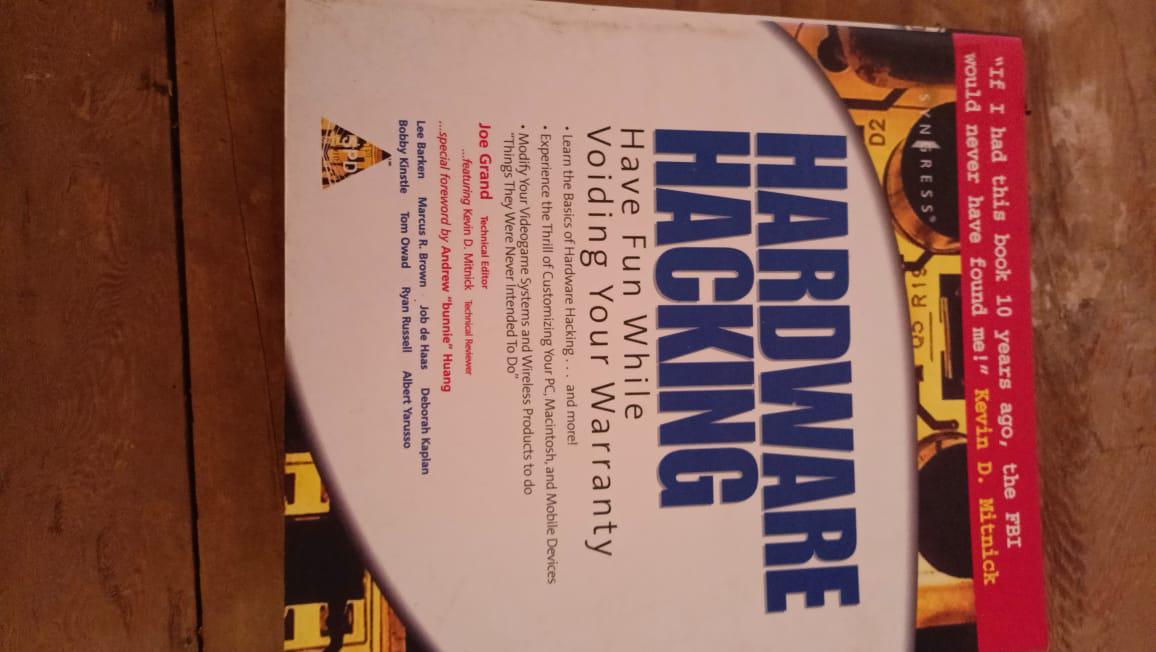 "If I had this book 10 years ago, the FBI
would never have found me!" Kevin D. Mitnick
SYNGRESS®
D2
HARDWARE
HACKING
Have Fun While
Voiding Your Warranty
• Learn the Basics of Hardware Hacking . . . and more!
• Experience the Thrill of Customizing Your PC, Macintosh, and Mobile Devices
• Modify Your Videogame Systems and Wireless Products to do
"Things They Were Never Intended To Do"
Joe Grand Technical Editor
...featuring Kevin D. Mitnick Technical Reviewer
...special foreword by Andrew "bunnie" Huang
Lee Barken Marcus R. Brown Job de Haas Deborah Kaplan
Bobby Kinstle Tom Owad Ryan Russell Albert Yarusso